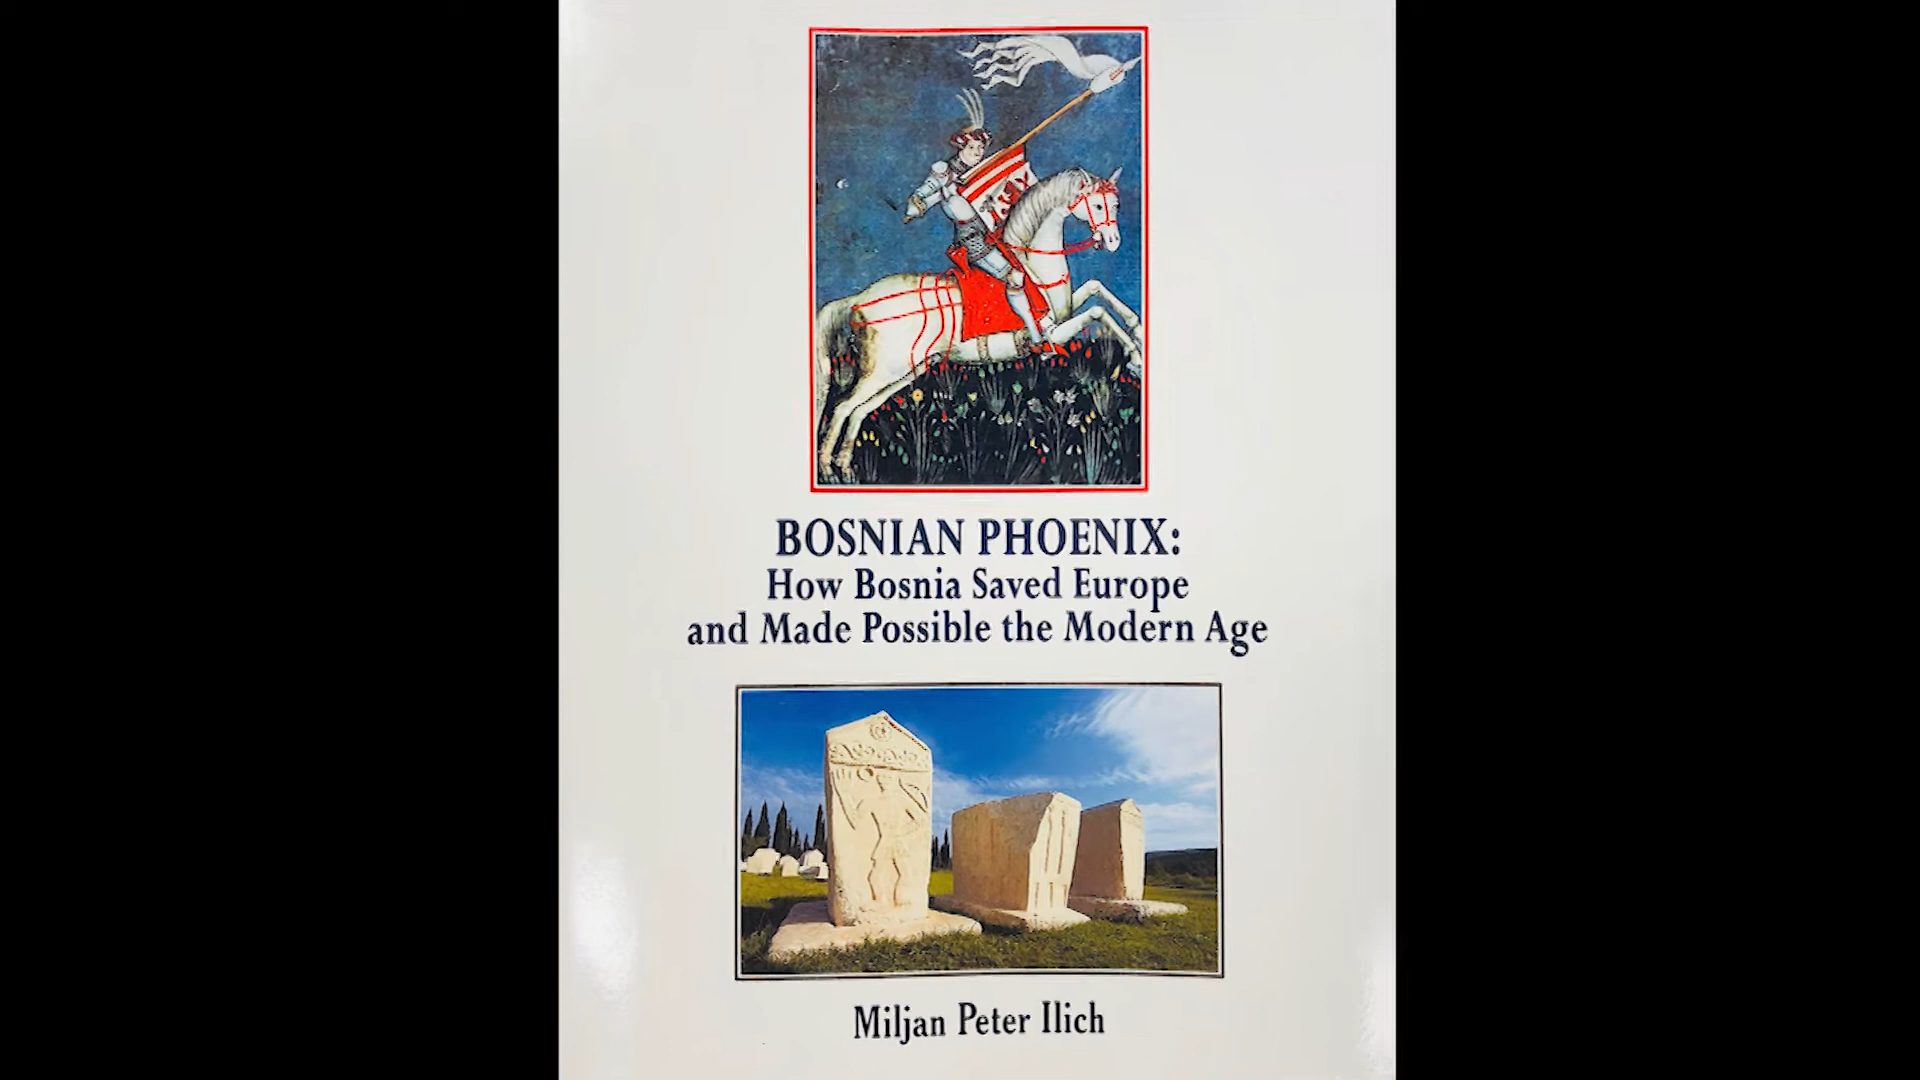 BOSNIAN PHOENIX:
How Bosnia Saved Europe
and Made Possible the Modern Age
Miljan Peter Ilich